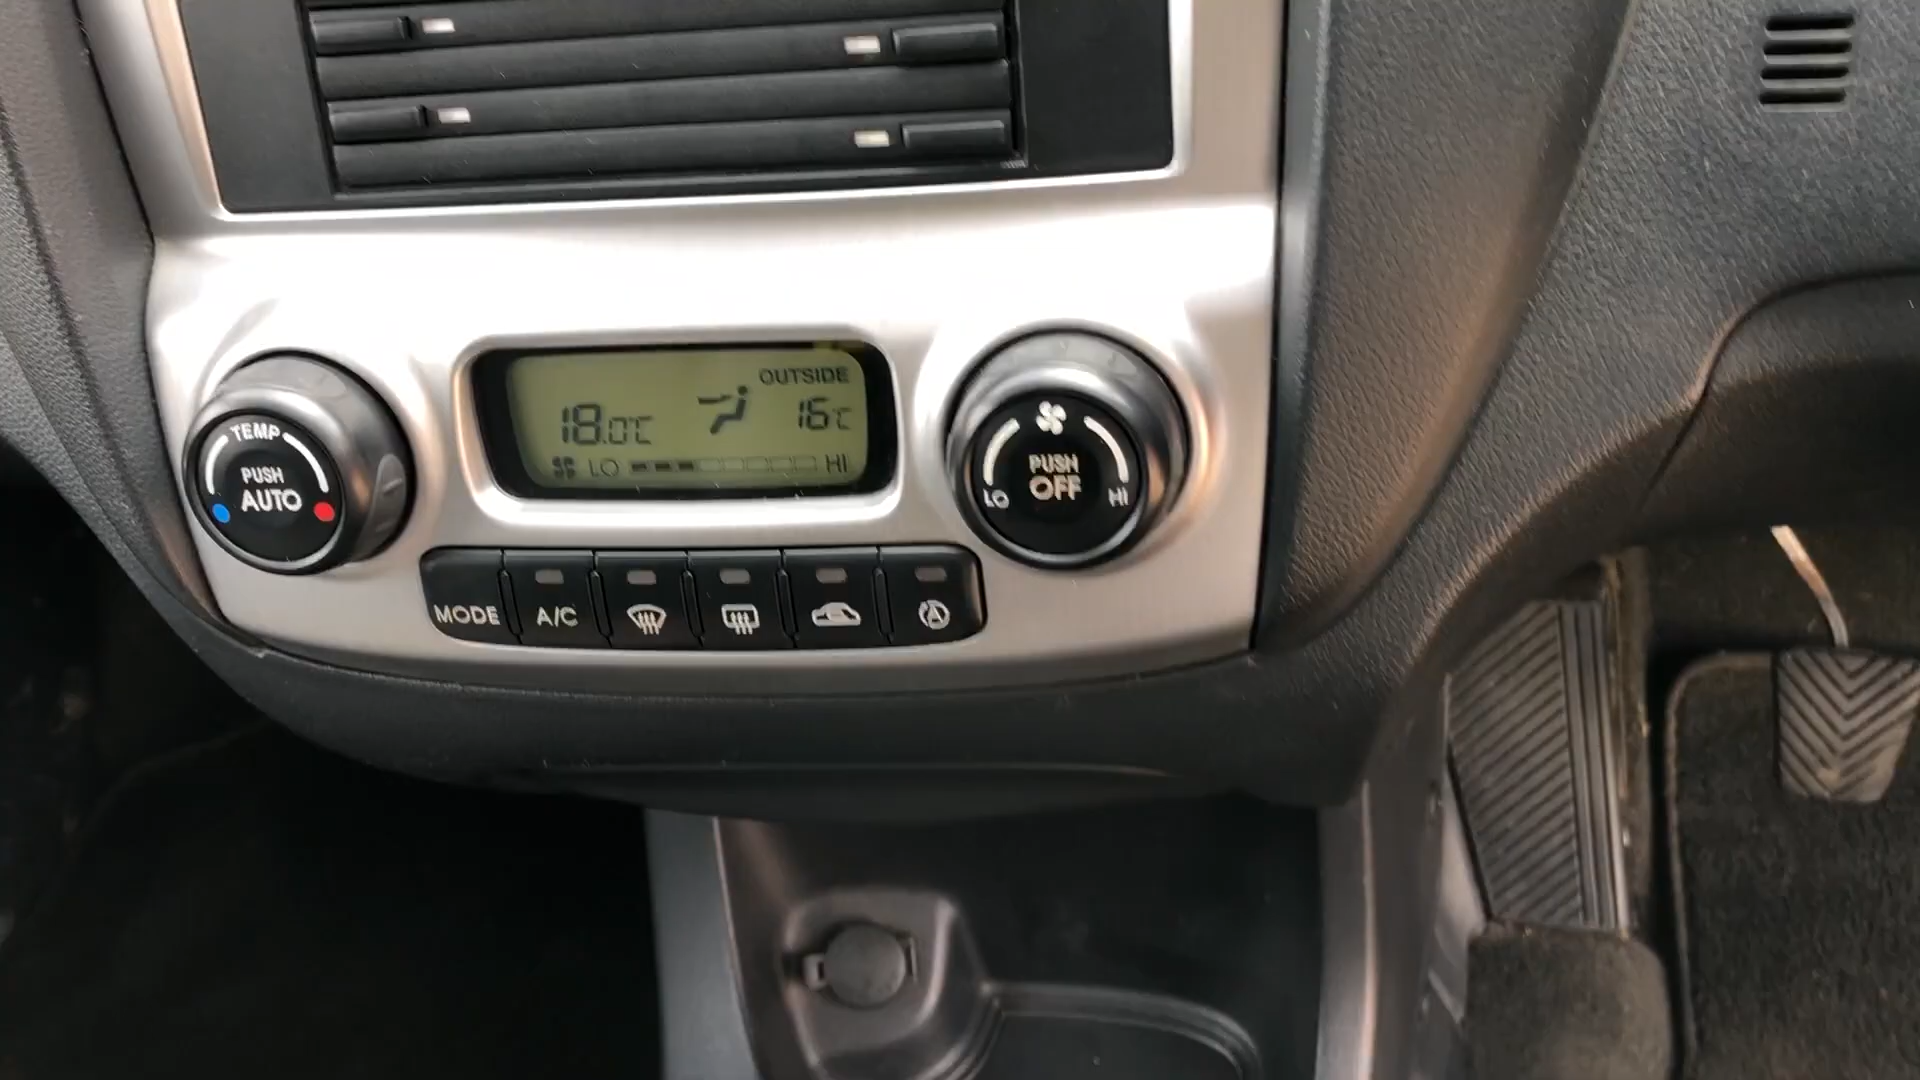 OUTSIDE
18.0℃ 16℃
LO HI
TEMP
PUSH
AUTO
PUSH
OFF
LO HI
MODE A/C
A